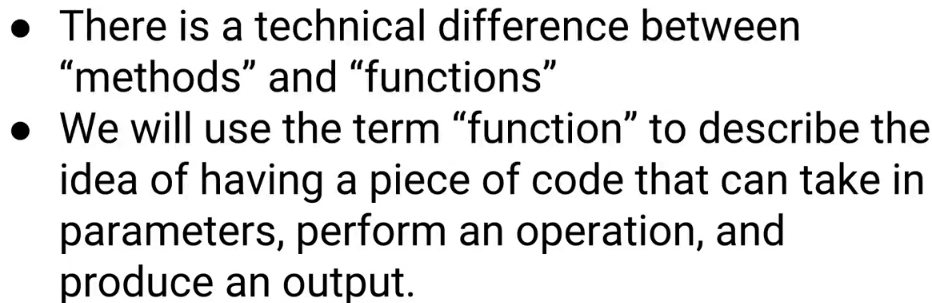 ● There is a technical difference between
“methods” and “functions”
● We will use the term “function” to describe the
idea of having a piece of code that can take in
parameters, perform an operation, and
produce an output.